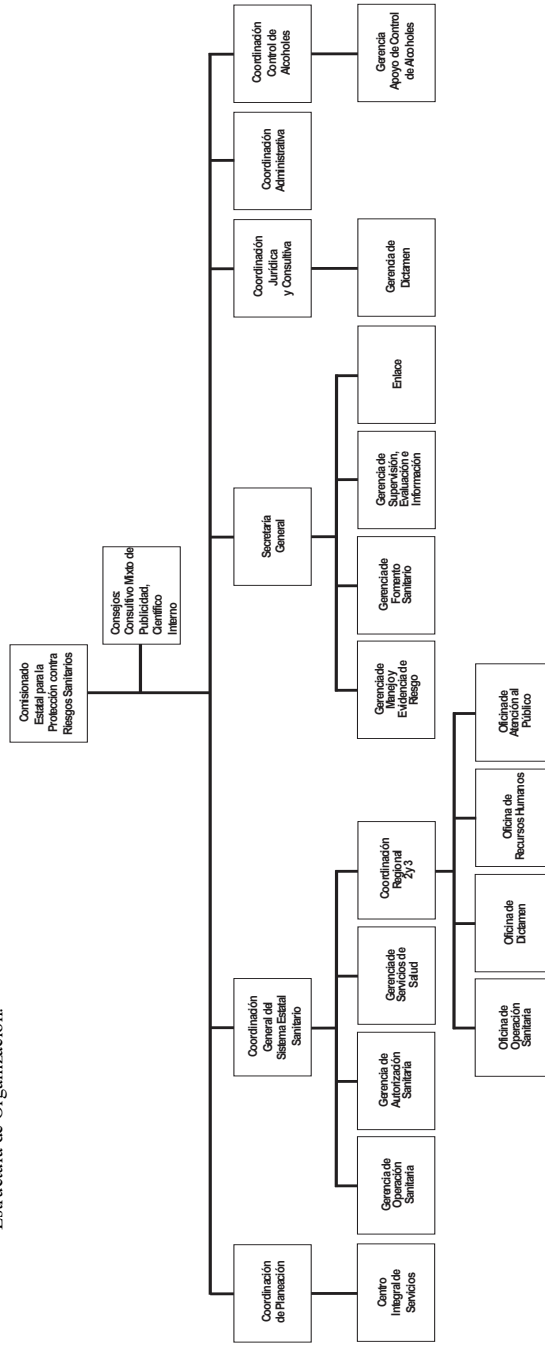 Estructura de Organización.
Comisionado
Estatal para la
Protección contra
Riesgos Sanitarios
Consejos:
Consultivo Mixto de
Publicidad,
Científico
Interno
Coordinación
de Planeación
Coordinación
General del
Sistema Estatal
Sanitario
Secretaría
General
Coordinación
Jurídica
y Consultiva
Coordinación
Administrativa
Coordinación
Control de
Alcoholes
Centro
Integral de
Servicios
Gerencia de
Operación
Sanitaria
Gerencia de
Autorización
Sanitaria
Gerencia de
Servicios de
Salud
Coordinación
Regional
2 y 3
Gerencia de
Manejo y
Evidencia de
Riesgo
Gerencia de
Fomento
Sanitario
Gerencia de
Supervisión,
Evaluación e
Información
Enlace
Gerencia de
Dictamen
Gerencia
Apoyo de Control
de Alcoholes
Oficina de
Operación
Sanitaria
Oficina de
Dictamen
Oficina de
Recursos Humanos
Oficina de
Atención al
Público